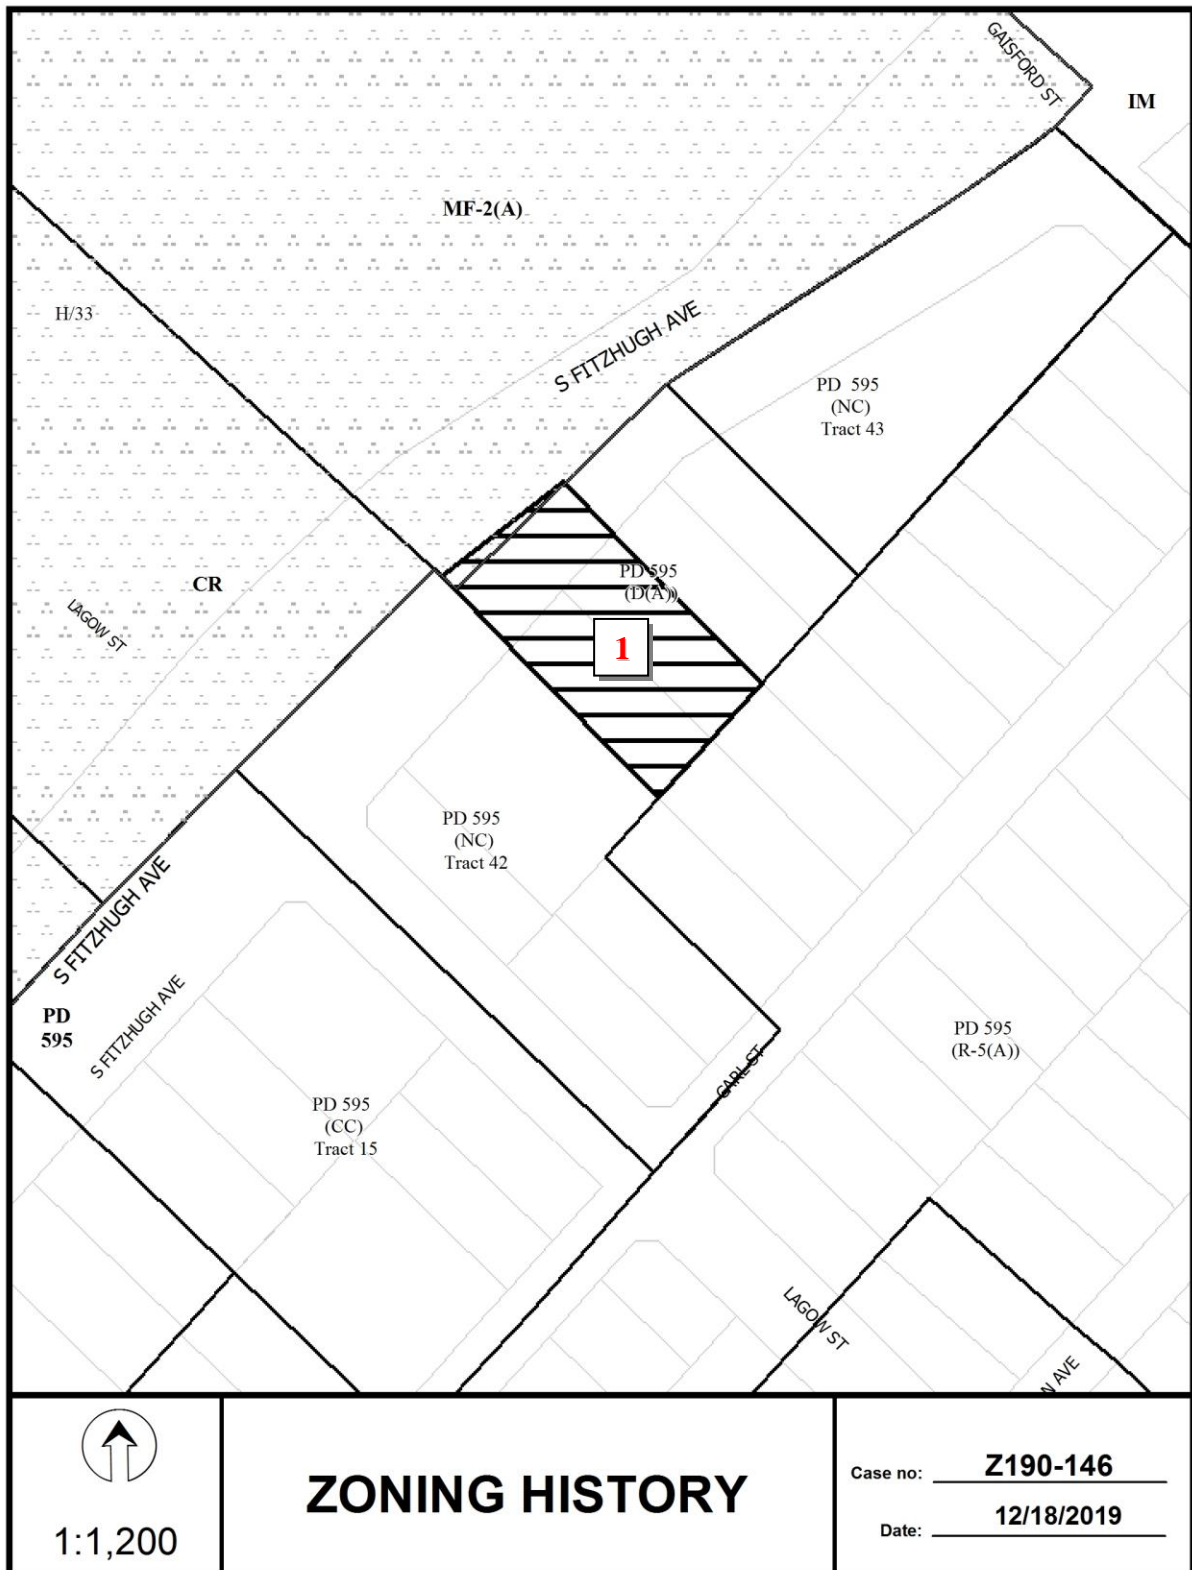 GAISFORD ST
IM
MF-2(A)
H/33
S FITZHUGH AVE
PD 595
(NC)
Tract 43
CR
LAGOW ST
PD 595
(D(A))
1
PD 595
(NC)
Tract 42
S FITZHUGH AVE
S FITZHUGH AVE
PD
595
PD 595
(R-5(A))
CARL ST
PD 595
(CC)
Tract 15
LAGOW ST
N AVE
1:1,200
ZONING HISTORY
Case no: Z190-146
Date: 12/18/2019